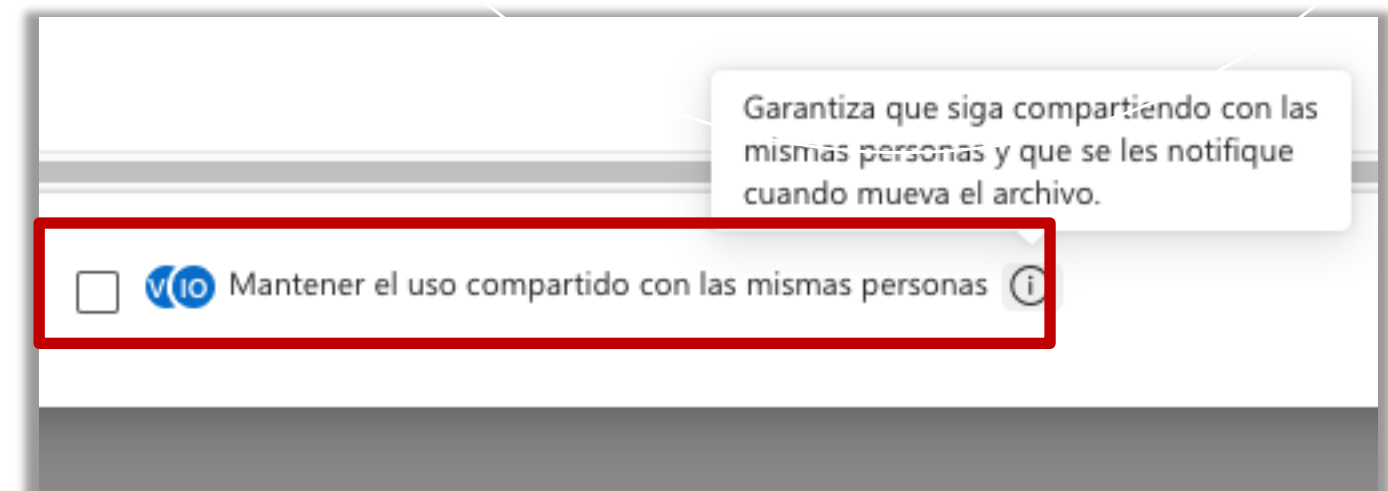 Garantiza que siga compartiendo con las
mismas personas y que se les notifique
cuando mueva el archivo.
V IO Mantener el uso compartido con las mismas personas